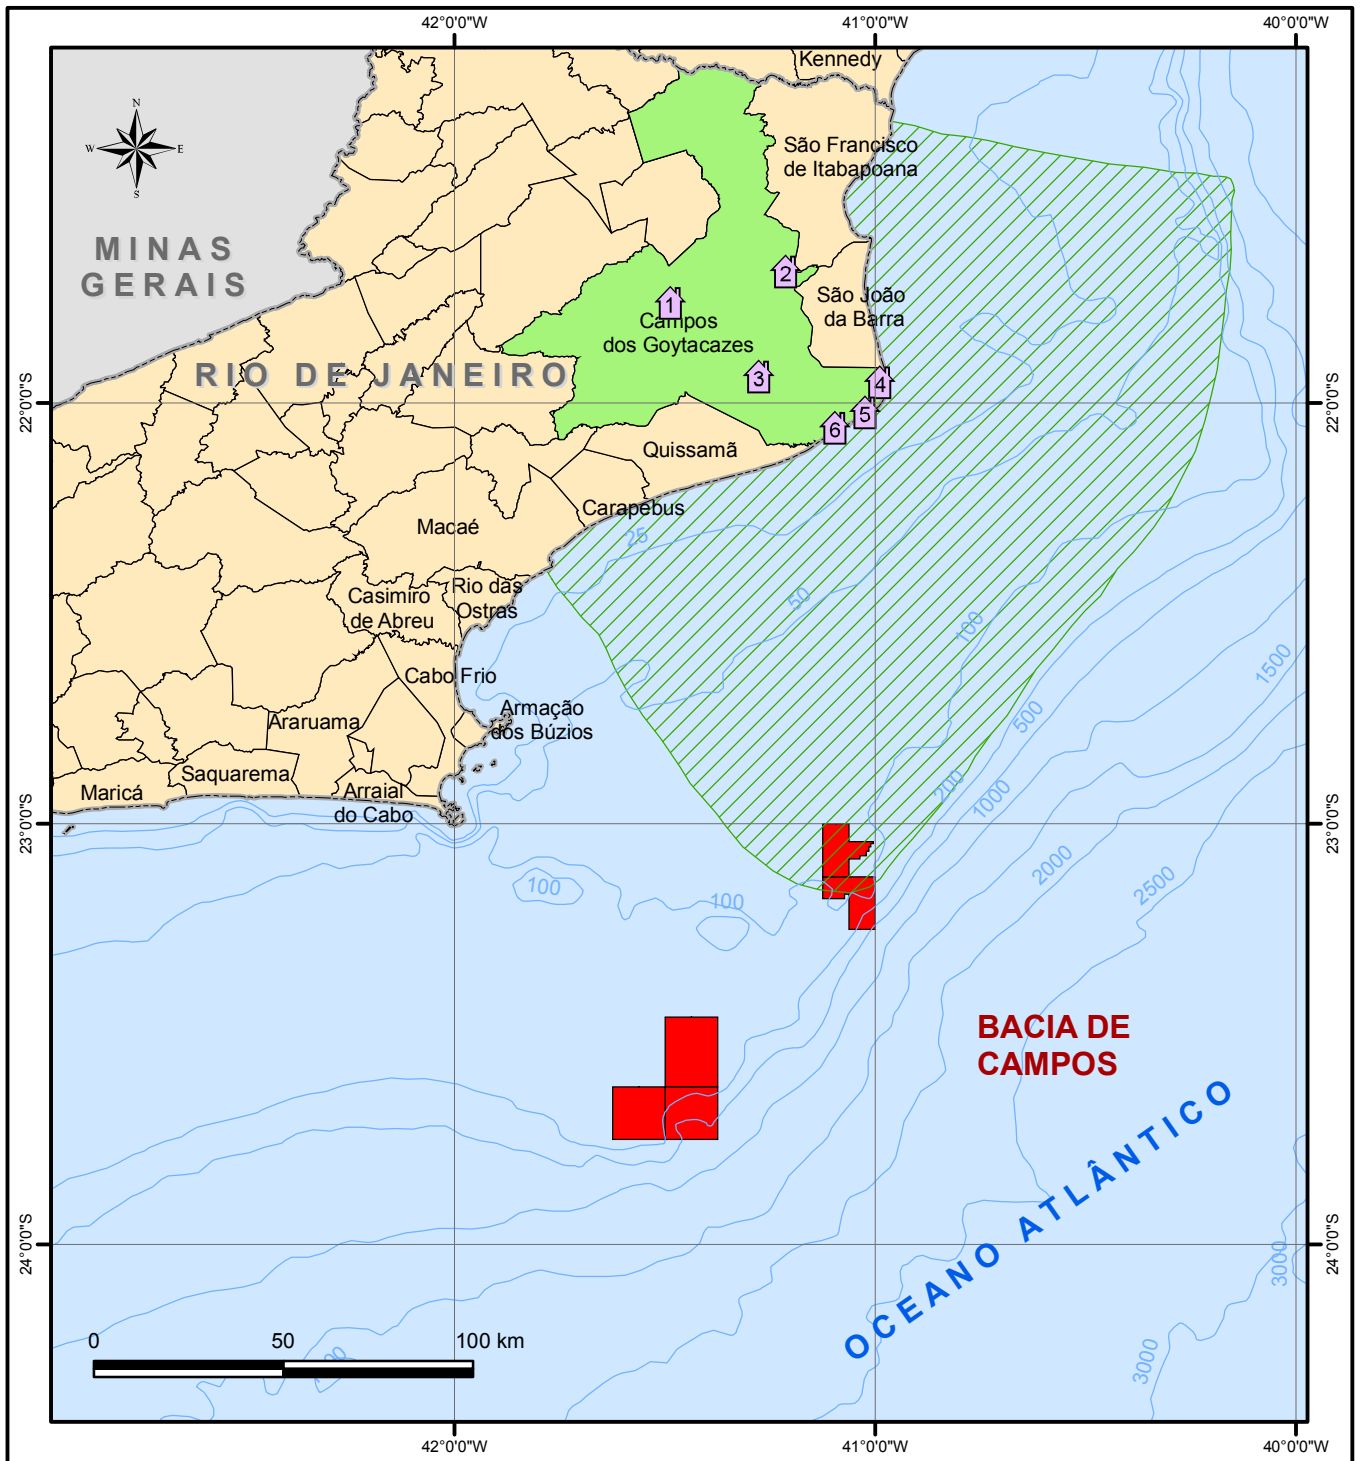 42°0'0"W
41°0'0"W
40°0'0"W
Kennedy
N
W
E
S
São Francisco
de Itabapoana
MINAS
GERAIS
2
1
São João
da Barra
Campos
dos Goytacazes
RIO DE JANEIRO
3
4
5
6
22°0'0"S
22°0'0"S
Quissamã
Carapebus
Macaé
25
Rio das
Ostras
Casimiro
de Abreu
50
100
1500
Cabo Frio
Armação
dos Búzios
Araruama
500
Saquarema
Maricá
Arraial
do Cabo
200
1000
23°0'0"S
23°0'0"S
2000
2500
100
100
BACIA DE
CAMPOS
OCEANO ATLÂNTICO
24°0'0"S
24°0'0"S
3000
3000
0
50
100 km
42°0'0"W
41°0'0"W
40°0'0"W